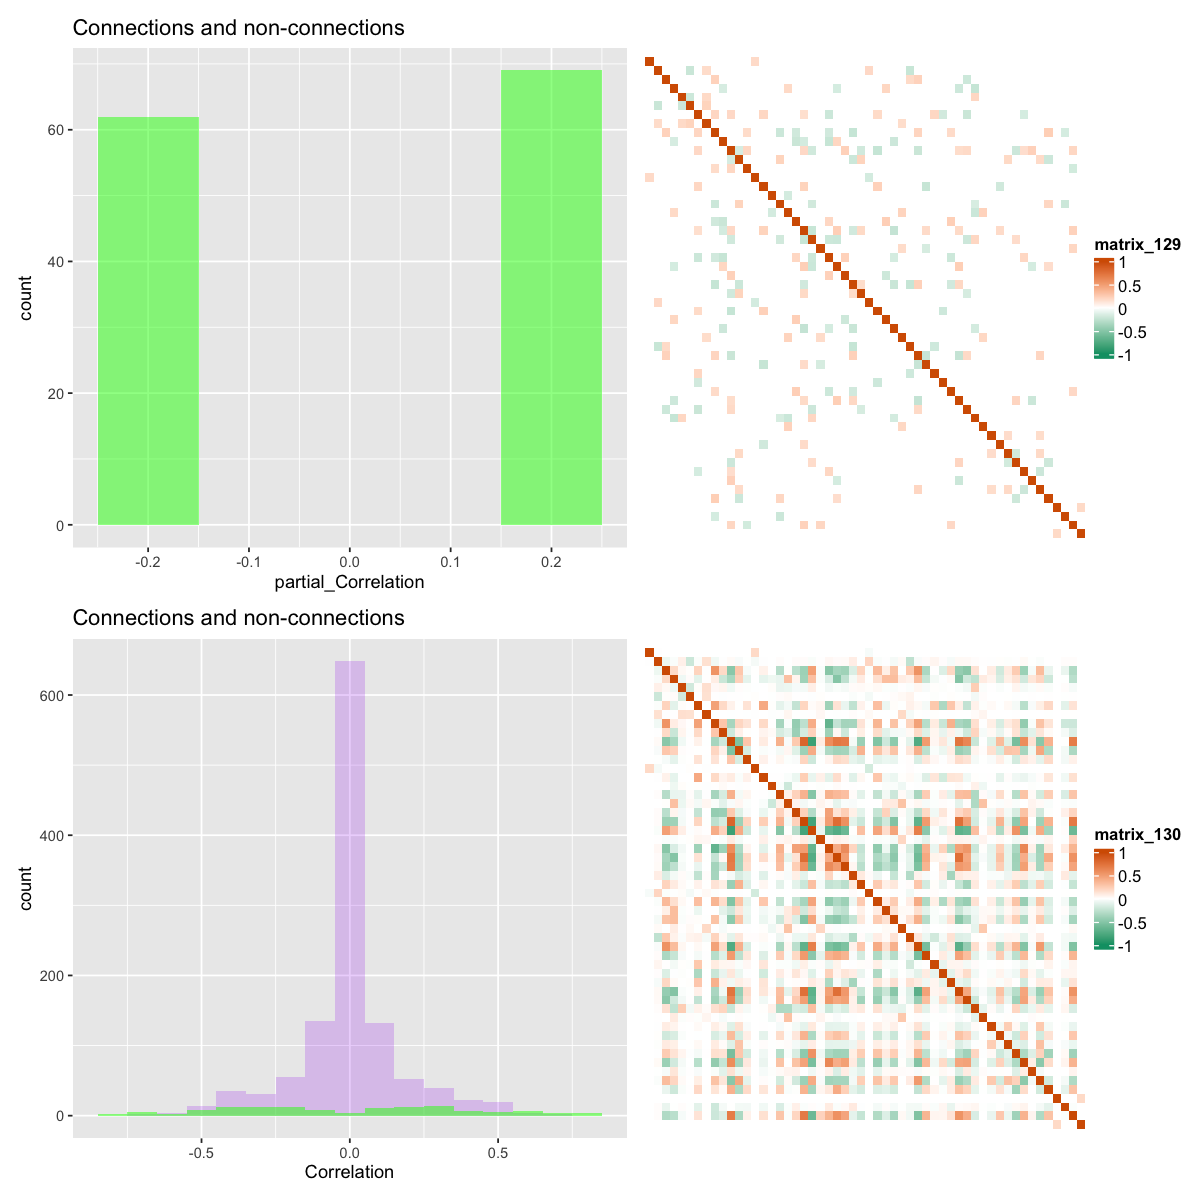 Connections and non-connections
60
40
20
0
count
-0.2 -0.1 0.0 0.1 0.2
partial_Correlation
matrix_129
1
0.5
0
-0.5
-1
Connections and non-connections
600
400
200
0
count
-0.5 0.0 0.5
Correlation
matrix_130
1
0.5
0
-0.5
-1